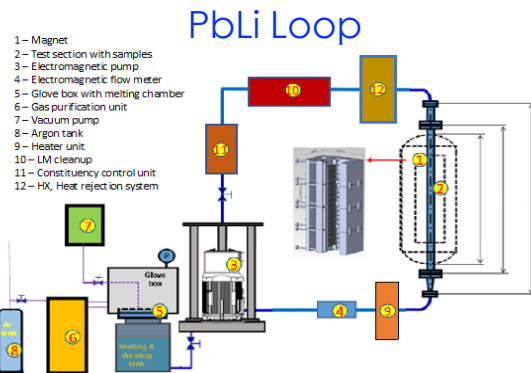 PbLi Loop
1 – Magnet
2 – Test section with samples
3 – Electromagnetic pump
4 – Electromagnetic flow meter
5 – Glove box with melting chamber
6 – Gas purification unit
7 – Vacuum pump
8 – Argon tank
9 – Heater unit
10 – LM cleanup
11 – Constituency control unit
12 – HX, Heat rejection system
10
12
11
1
2
7
P
3
Glove
box
5
4
9
Ar
tank
8
6
Melting &
draining
tank